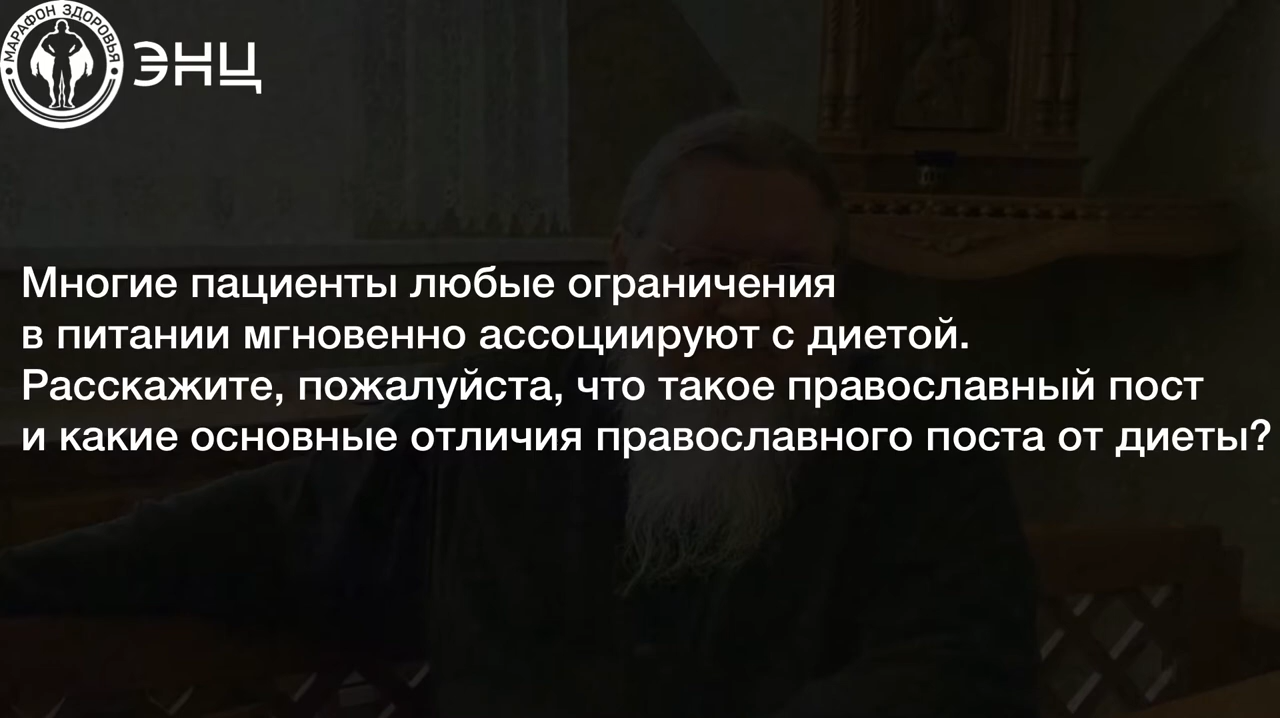 МАРАФОН ЗДОРОВЬЯ
ЭНЦ
Многие пациенты любые ограничения
в питании мгновенно ассоциируют с диетой.
Расскажите, пожалуйста, что такое православный пост
и какие основные отличия православного поста от диеты?